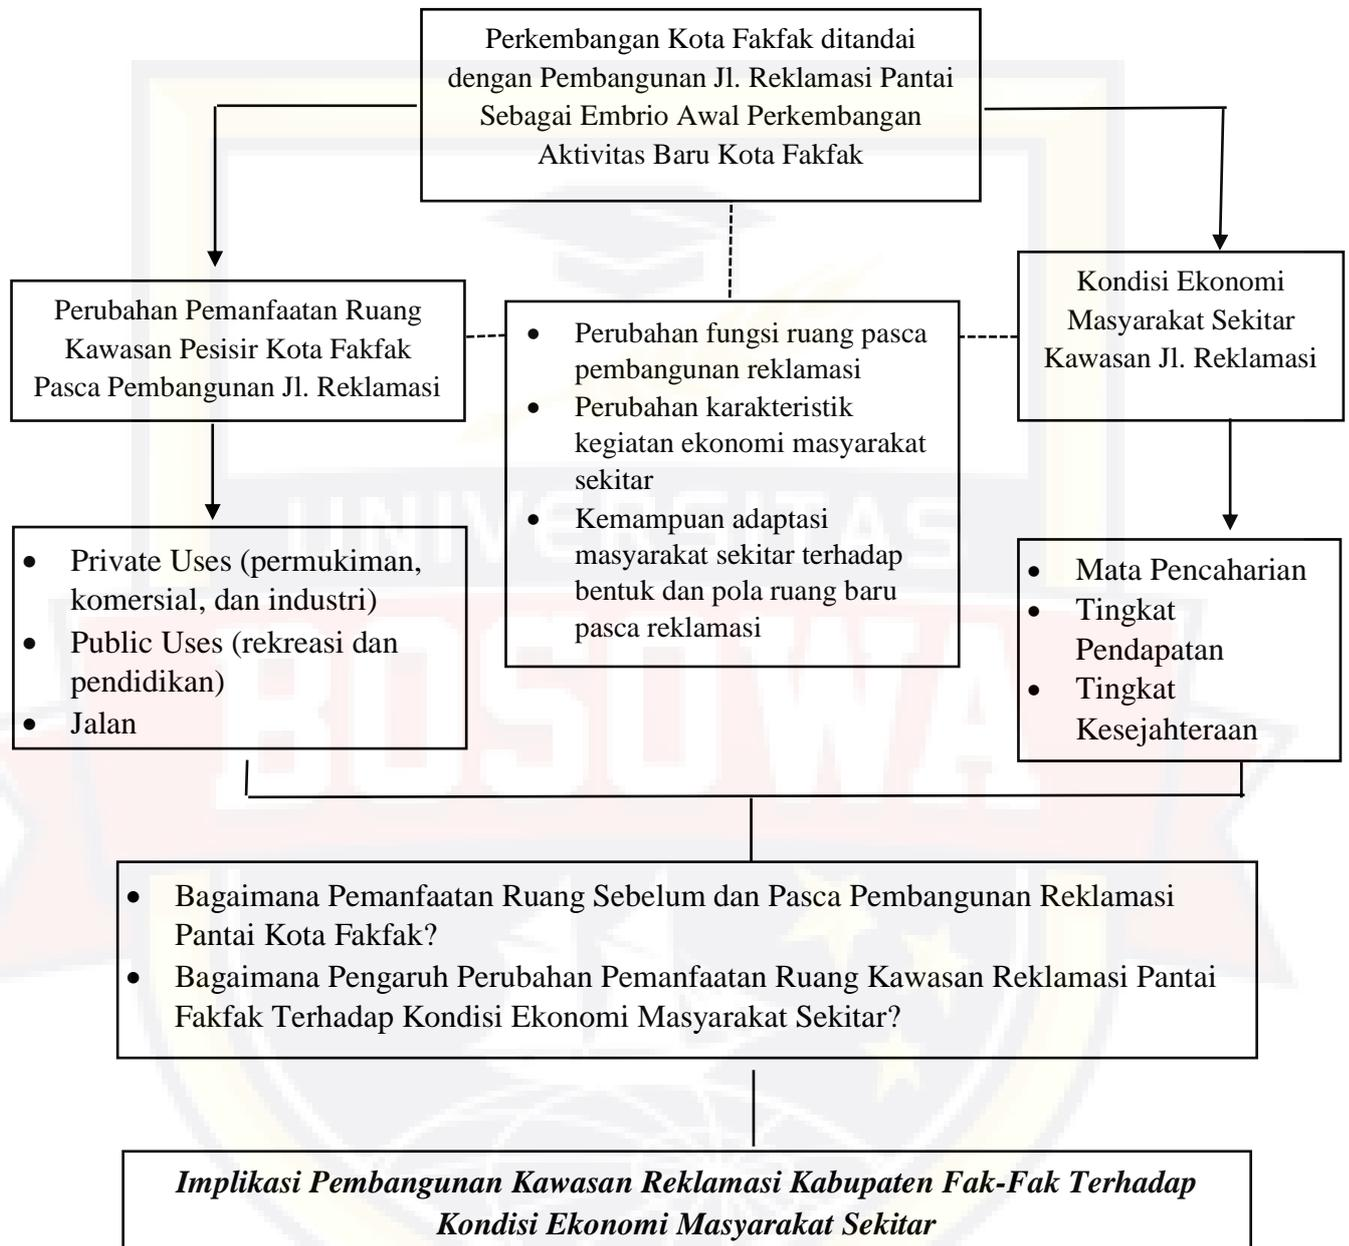 Perkembangan Kota Fakfak ditandai
dengan Pembangunan Jl. Reklamasi Pantai
Sebagai Embrio Awal Perkembangan
Aktivitas Baru Kota Fakfak
Perubahan Pemanfaatan Ruang
Kawasan Pesisir Kota Fakfak
Pasca Pembangunan Jl. Reklamasi
• Perubahan fungsi ruang pasca
pembangunan reklamasi
• Perubahan karakteristik
kegiatan ekonomi masyarakat
sekitar
• Kemampuan adaptasi
masyarakat sekitar terhadap
bentuk dan pola ruang baru
pasca reklamasi
Kondisi Ekonomi
Masyarakat Sekitar
Kawasan Jl. Reklamasi
• Private Uses (permukiman,
komersial, dan industri)
• Public Uses (rekreasi dan
pendidikan)
• Jalan
• Mata Pencaharian
• Tingkat
Pendapatan
• Tingkat
Kesejahteraan
UNIVERSITAS
BOSOWA
• Bagaimana Pemanfaatan Ruang Sebelum dan Pasca Pembangunan Reklamasi
Pantai Kota Fakfak?
• Bagaimana Pengaruh Perubahan Pemanfaatan Ruang Kawasan Reklamasi Pantai
Fakfak Terhadap Kondisi Ekonomi Masyarakat Sekitar?
Implikasi Pembangunan Kawasan Reklamasi Kabupaten Fak-Fak Terhadap
Kondisi Ekonomi Masyarakat Sekitar